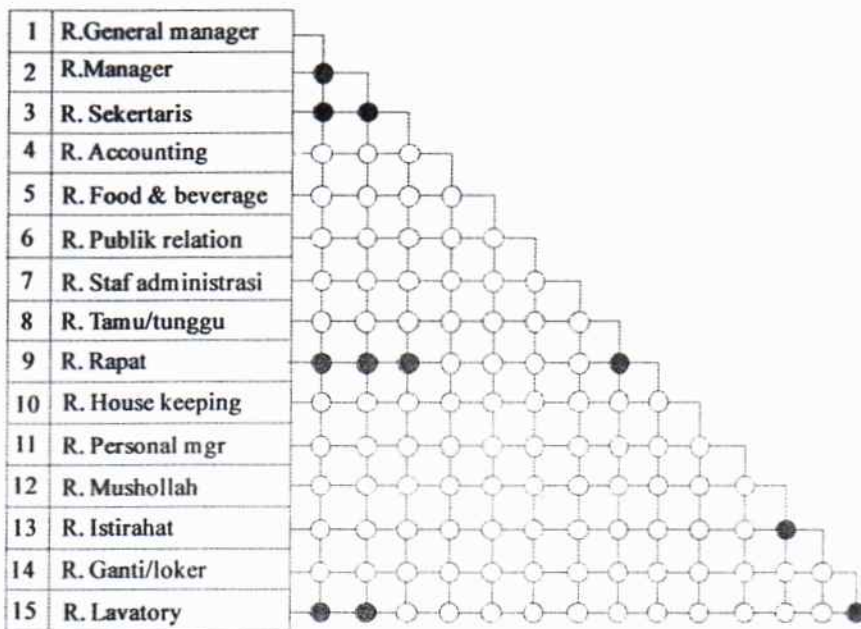 1 R.General manager
2 R.Manager
3 R. Sekertaris
4 R. Accounting
5 R. Food & beverage
6 R. Publik relation
7 R. Staf administrasi
8 R. Tamu/tunggu
9 R. Rapat
10 R. House keeping
11 R. Personal mgr
12 R. Mushollah
13 R. Istirahat
14 R. Ganti/loker
15 R. Lavatory